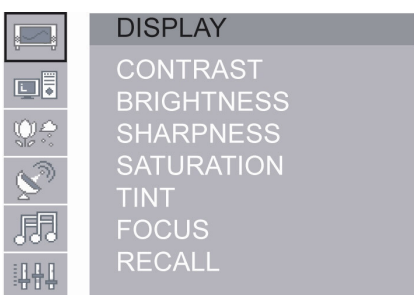 DISPLAY
CONTRAST
BRIGHTNESS
SHARPNESS
SATURATION
TINT
FOCUS
RECALL